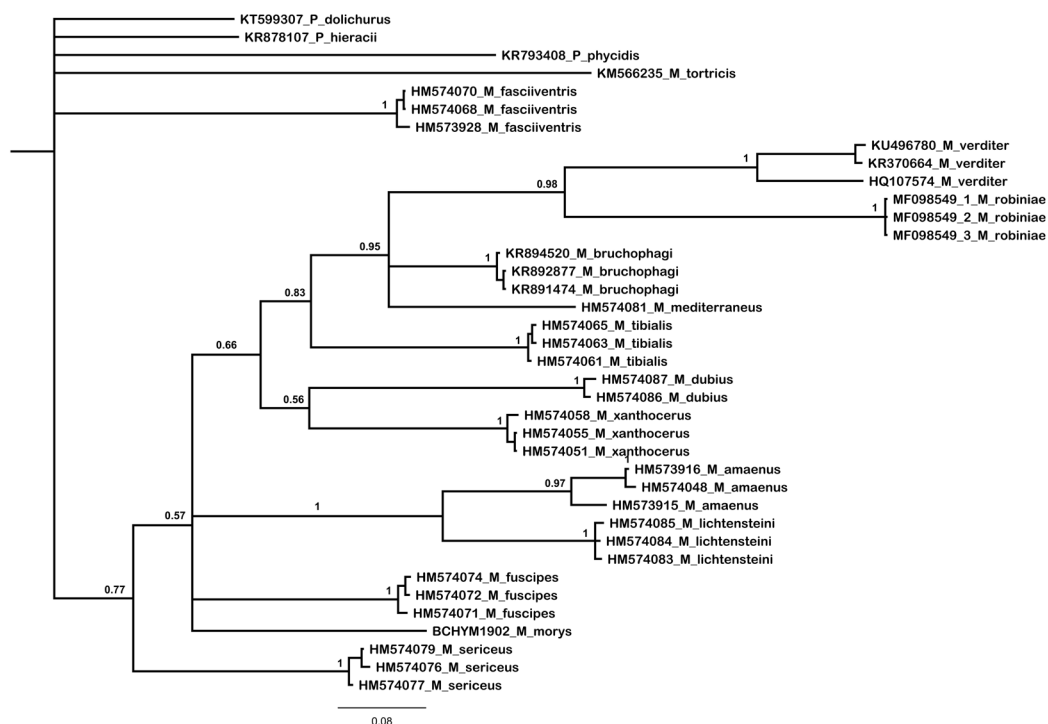 KT599307_P_dolichurus
KR878107_P_hieracii
KR793408_P_phycidis
KM566235_M_tortricis
HM574070_M_fasciiventris
1
HM574068_M_fasciiventris
HM573928_M_fasciiventris
KU496780_M_verditer
1
KR370664_M_verditer
HQ107574_M_verditer
0.98
MF098549_1_M_robiniae
1
MF098549_2_M_robiniae
MF098549_3_M_robiniae
0.95
KR894520_M_bruchophagi
1
KR892877_M_bruchophagi
KR891474_M_bruchophagi
0.83
HM574081_M_mediterraneus
HM574065_M_tibialis
1
HM574063_M_tibialis
HM574061_M_tibialis
0.66
HM574087_M_dubius
1
HM574086_M_dubius
0.56
HM574058_M_xanthocerus
1
HM574055_M_xanthocerus
HM574051_M_xanthocerus
1
HM573916_M_amaenus
0.97
HM574048_M_amaenus
HM573915_M_amaenus
1
0.57
HM574085_M_lichtensteini
1
HM574084_M_lichtensteini
HM574083_M_lichtensteini
HM574074_M_fuscipes
1
HM574072_M_fuscipes
0.77
HM574071_M_fuscipes
BCHYM1902_M_morys
HM574079_M_sericeus
1
HM574076_M_sericeus
HM574077_M_sericeus
0.08